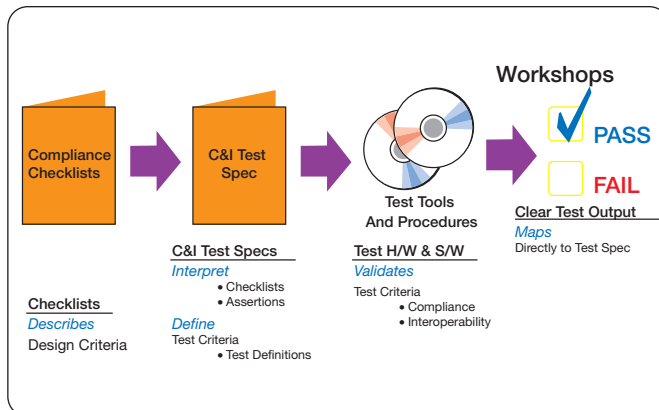 Workshops
Compliance
Checklists
C&I Test
Spec
PASS
FAIL
Test Tools
And Procedures
Clear Test Output
Maps
Directly to Test Spec
C&I Test Specs
Interpret
• Checklists
• Assertions
Define
Test Criteria
• Test Definitions
Test H/W & S/W
Validates
Test Criteria
• Compliance
• Interoperability
Checklists
Describes
Design Criteria